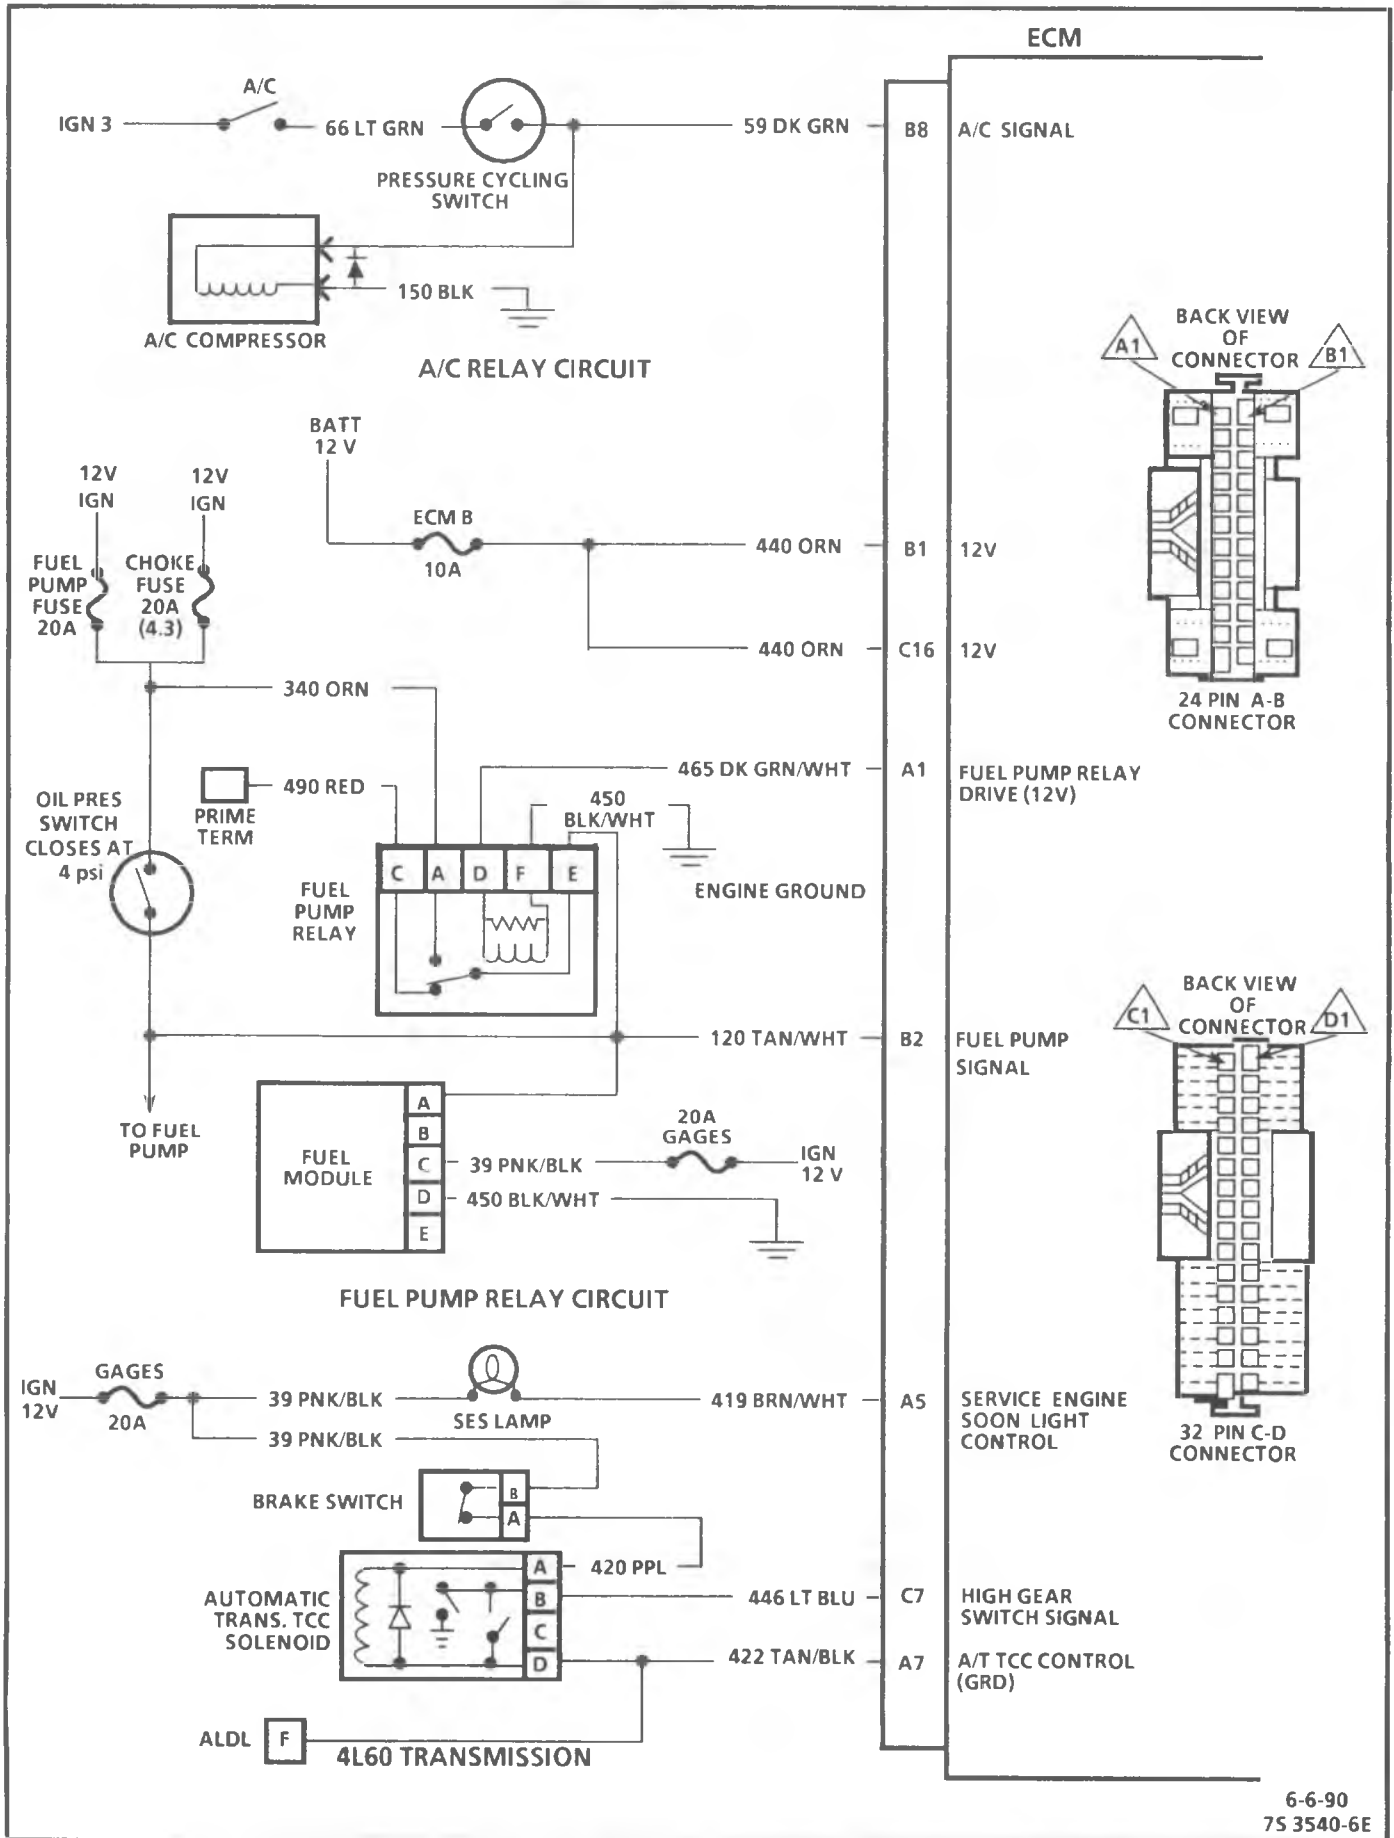 ECM
A/C
IGN 3
66 LT GRN
59 DK GRN
B8
A/C SIGNAL
PRESSURE CYCLING
SWITCH
150 BLK
A/C COMPRESSOR
A/C RELAY CIRCUIT
BACK VIEW
OF
CONNECTOR
A1
B1
24 PIN A-B
CONNECTOR
BATT
12 V
12V
IGN
12V
IGN
ECM B
10A
440 ORN
B1
12V
FUEL
PUMP
FUSE
20A
CHOKE
FUSE
20A
(4.3)
440 ORN
C16
12V
340 ORN
465 DK GRN/WHT
A1
FUEL PUMP RELAY
DRIVE (12V)
PRIME
TERM
490 RED
450
BLK/WHT
OIL PRES
SWITCH
CLOSES AT
4 psi
C
A
D
F
E
FUEL
PUMP
RELAY
ENGINE GROUND
BACK VIEW
OF
CONNECTOR
C1
D1
32 PIN C-D
CONNECTOR
120 TAN/WHT
B2
FUEL PUMP
SIGNAL
TO FUEL
PUMP
FUEL
MODULE
A
B
C
D
E
39 PNK/BLK
20A
GAGES
IGN
12 V
450 BLK/WHT
FUEL PUMP RELAY CIRCUIT
IGN
12V
GAGES
20A
39 PNK/BLK
SES LAMP
419 BRN/WHT
A5
SERVICE ENGINE
SOON LIGHT
CONTROL
39 PNK/BLK
BRAKE SWITCH
B
A
420 PPL
AUTOMATIC
TRANS. TCC
SOLENOID
A
B
C
D
446 LT BLU
C7
HIGH GEAR
SWITCH SIGNAL
422 TAN/BLK
A7
A/T TCC CONTROL
(GRD)
ALDL
F
4L60 TRANSMISSION
6-6-90
7S 3540-6E